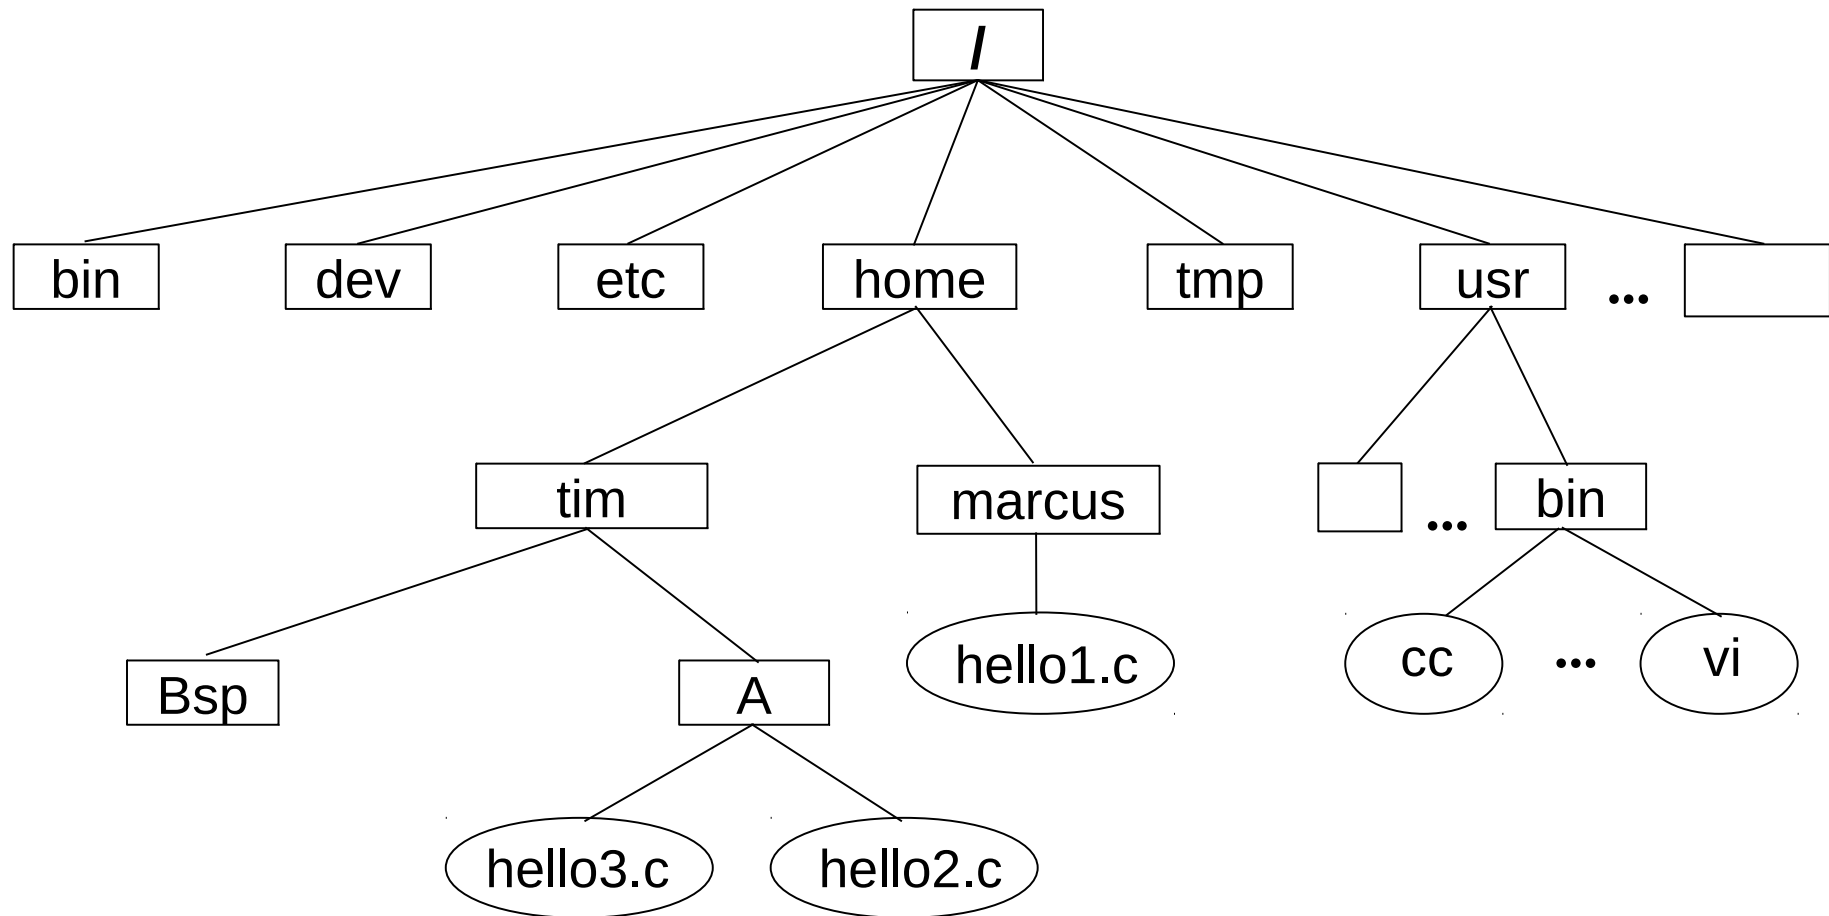 /
bin dev etc home tmp usr ...
tim marcus ... bin
hello1.c cc ... vi
Bsp A
hello3.c hello2.c